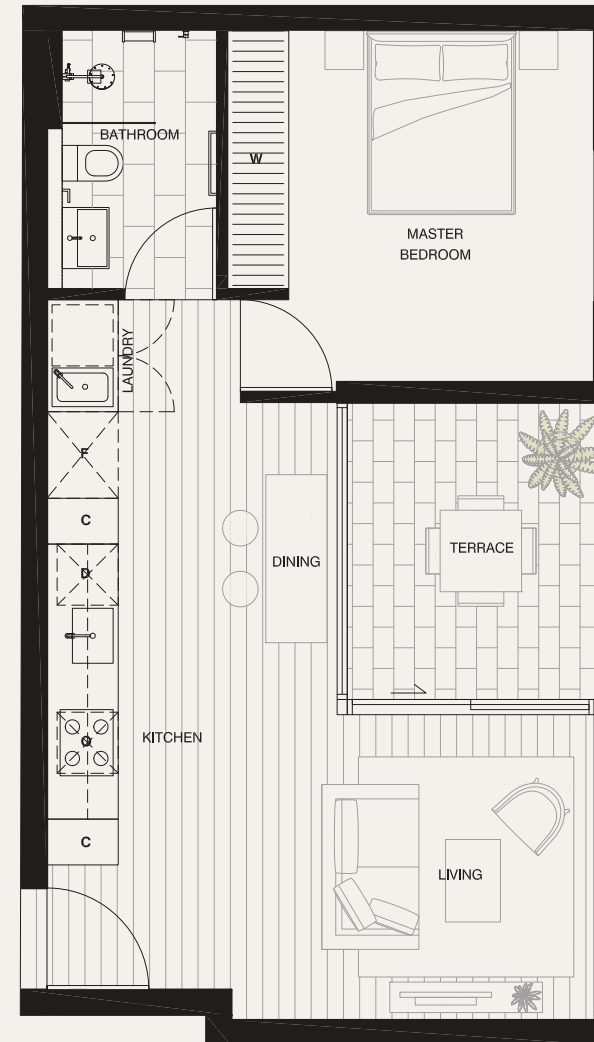 BATHROOM
W
MASTER
BEDROOM
LAUNDRY
F
C
D
DINING
TERRACE
KITCHEN
O
C
LIVING